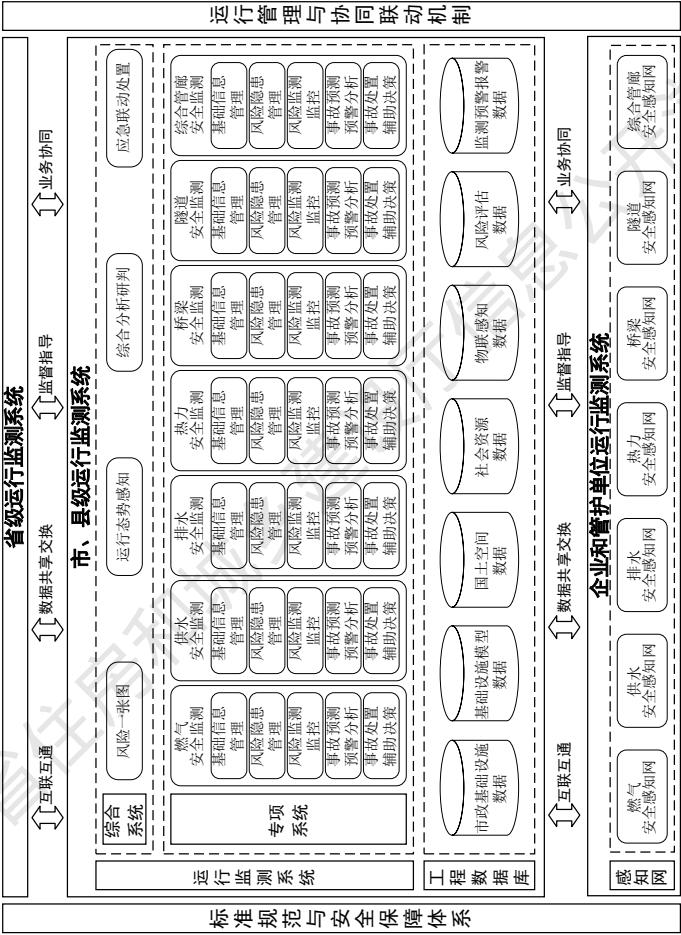 标准规范与安全保障体系
省级运行监测系统
互联互通
数据共享交换
监督指导
业务协同
市、县级运行监测系统
运行监测系统
综合
系统
风险一张图
运行态势感知
综合分析研判
应急联动处置
专项
系统
燃气
安全监测
基础信息
管理
风险隐患
管理
风险监测
监控
事故预测
预警分析
事故处置
辅助决策
供水
安全监测
基础信息
管理
风险隐患
管理
风险监测
监控
事故预测
预警分析
事故处置
辅助决策
排水
安全监测
基础信息
管理
风险隐患
管理
风险监测
监控
事故预测
预警分析
事故处置
辅助决策
热力
安全监测
基础信息
管理
风险隐患
管理
风险监测
监控
事故预测
预警分析
事故处置
辅助决策
桥梁
安全监测
基础信息
管理
风险隐患
管理
风险监测
监控
事故预测
预警分析
事故处置
辅助决策
隧道
安全监测
基础信息
管理
风险隐患
管理
风险监测
监控
事故预测
预警分析
事故处置
辅助决策
综合管廊
安全监测
基础信息
管理
风险隐患
管理
风险监测
监控
事故预测
预警分析
事故处置
辅助决策
工程
数据库
市政基础设施
数据
基础设施模型
数据
国土空间
数据
社会资源
数据
物联感知
数据
风险评估
数据
监测预警报警
数据
互联互通
数据共享交换
监督指导
业务协同
企业和管护单位运行监测系统
感知网
燃气
安全感知网
供水
安全感知网
排水
安全感知网
热力
安全感知网
桥梁
安全感知网
隧道
安全感知网
综合管廊
安全感知网
运行管理与协同联动机制
省住房和城乡建设厅信息公开